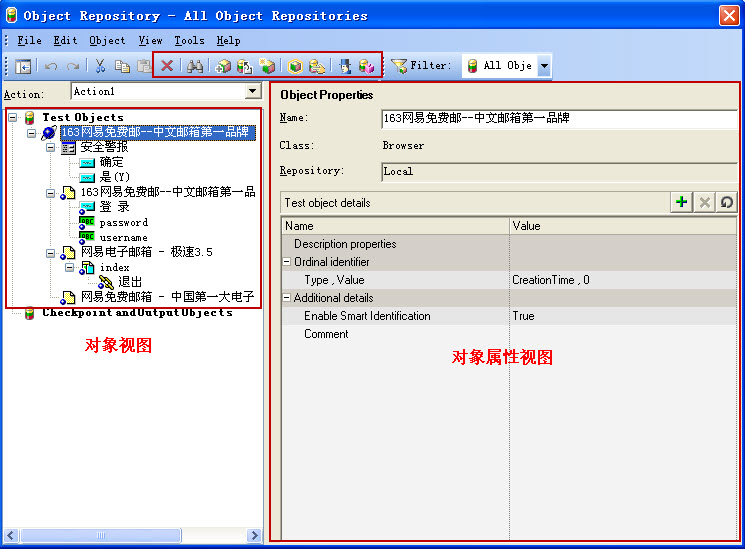 Object Repository - All Object Repositories
File Edit Object View Tools Help
Filter: All Obje
Action: Action1
Test Objects
163网易免费邮--中文邮箱第一品牌
安全警报
确定
是(Y)
163网易免费邮--中文邮箱第一品
登 录
password
username
网易电子邮箱 - 极速3.5
index
退出
网易免费邮箱 - 中国第一大电子
Checkpoint and Output Objects
对象视图
Object Properties
Name: 163网易免费邮--中文邮箱第一品牌
Class: Browser
Repository: Local
Test object details
Name Value
Description properties
Ordinal identifier
Type , Value CreationTime , 0
Additional details
Enable Smart Identification True
Comment
对象属性视图